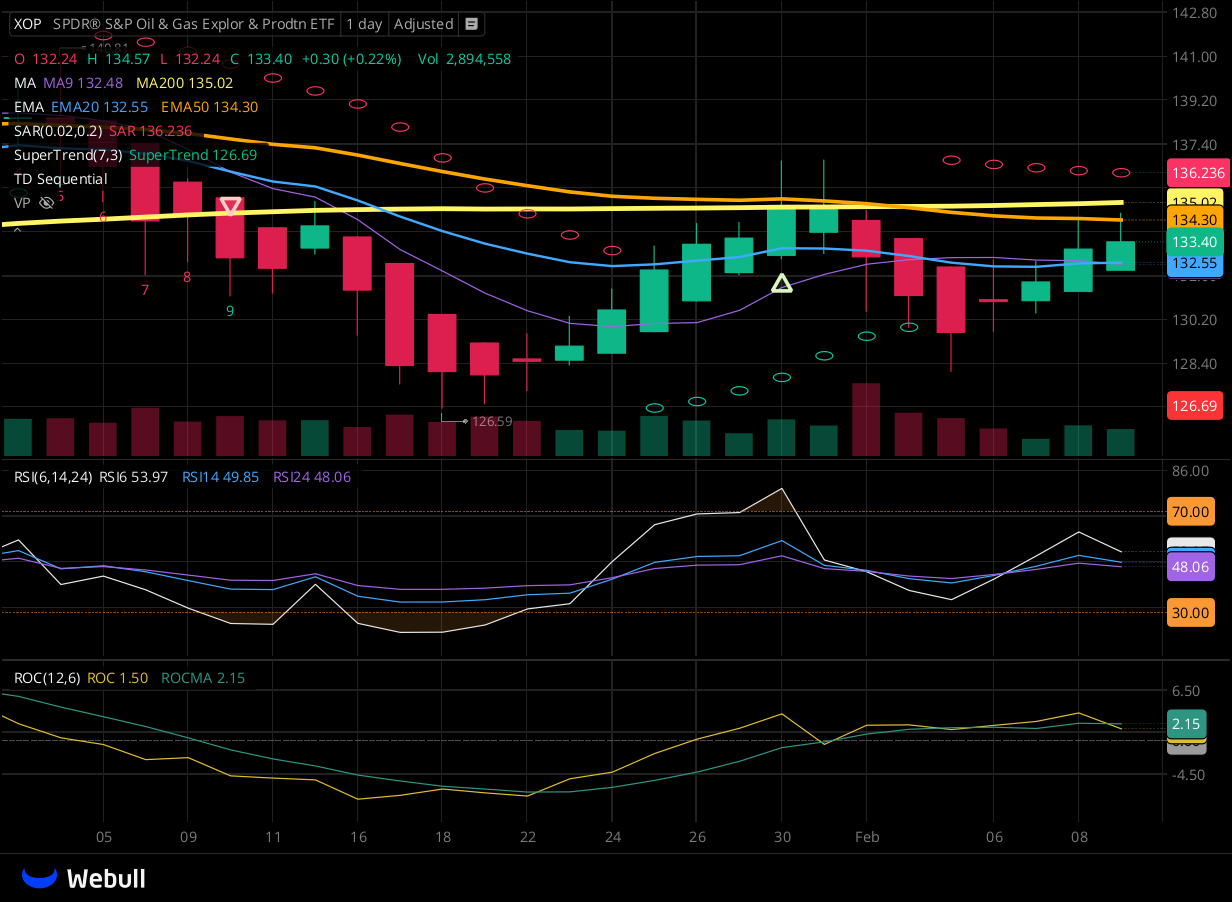 XOP SPDR® S&P Oil & Gas Explor & Prodtn ETF 1 day Adjusted
142.80
140.81
O 132.24 H 134.57 L 132.24 C 133.40 +0.30 (+0.22%) Vol 2,894,558
141.00
MA MA9 132.48 MA200 135.02
139.20
EMA EMA20 132.55 EMA50 134.30
SAR(0.02,0.2) SAR 136.236
137.40
SuperTrend(7,3) SuperTrend 126.69
136.236
TD Sequential
5
VP
135.02
6
134.30
133.40
132.55
8
7
9
130.20
128.40
126.69
126.59
RSI(6,14,24) RSI6 53.97 RSI14 49.85 RSI24 48.06
86.00
70.00
48.06
30.00
ROC(12,6) ROC 1.50 ROCMA 2.15
6.50
2.15
-4.50
05 09 11 16 18 22 24 26 30 Feb 06 08
Webull